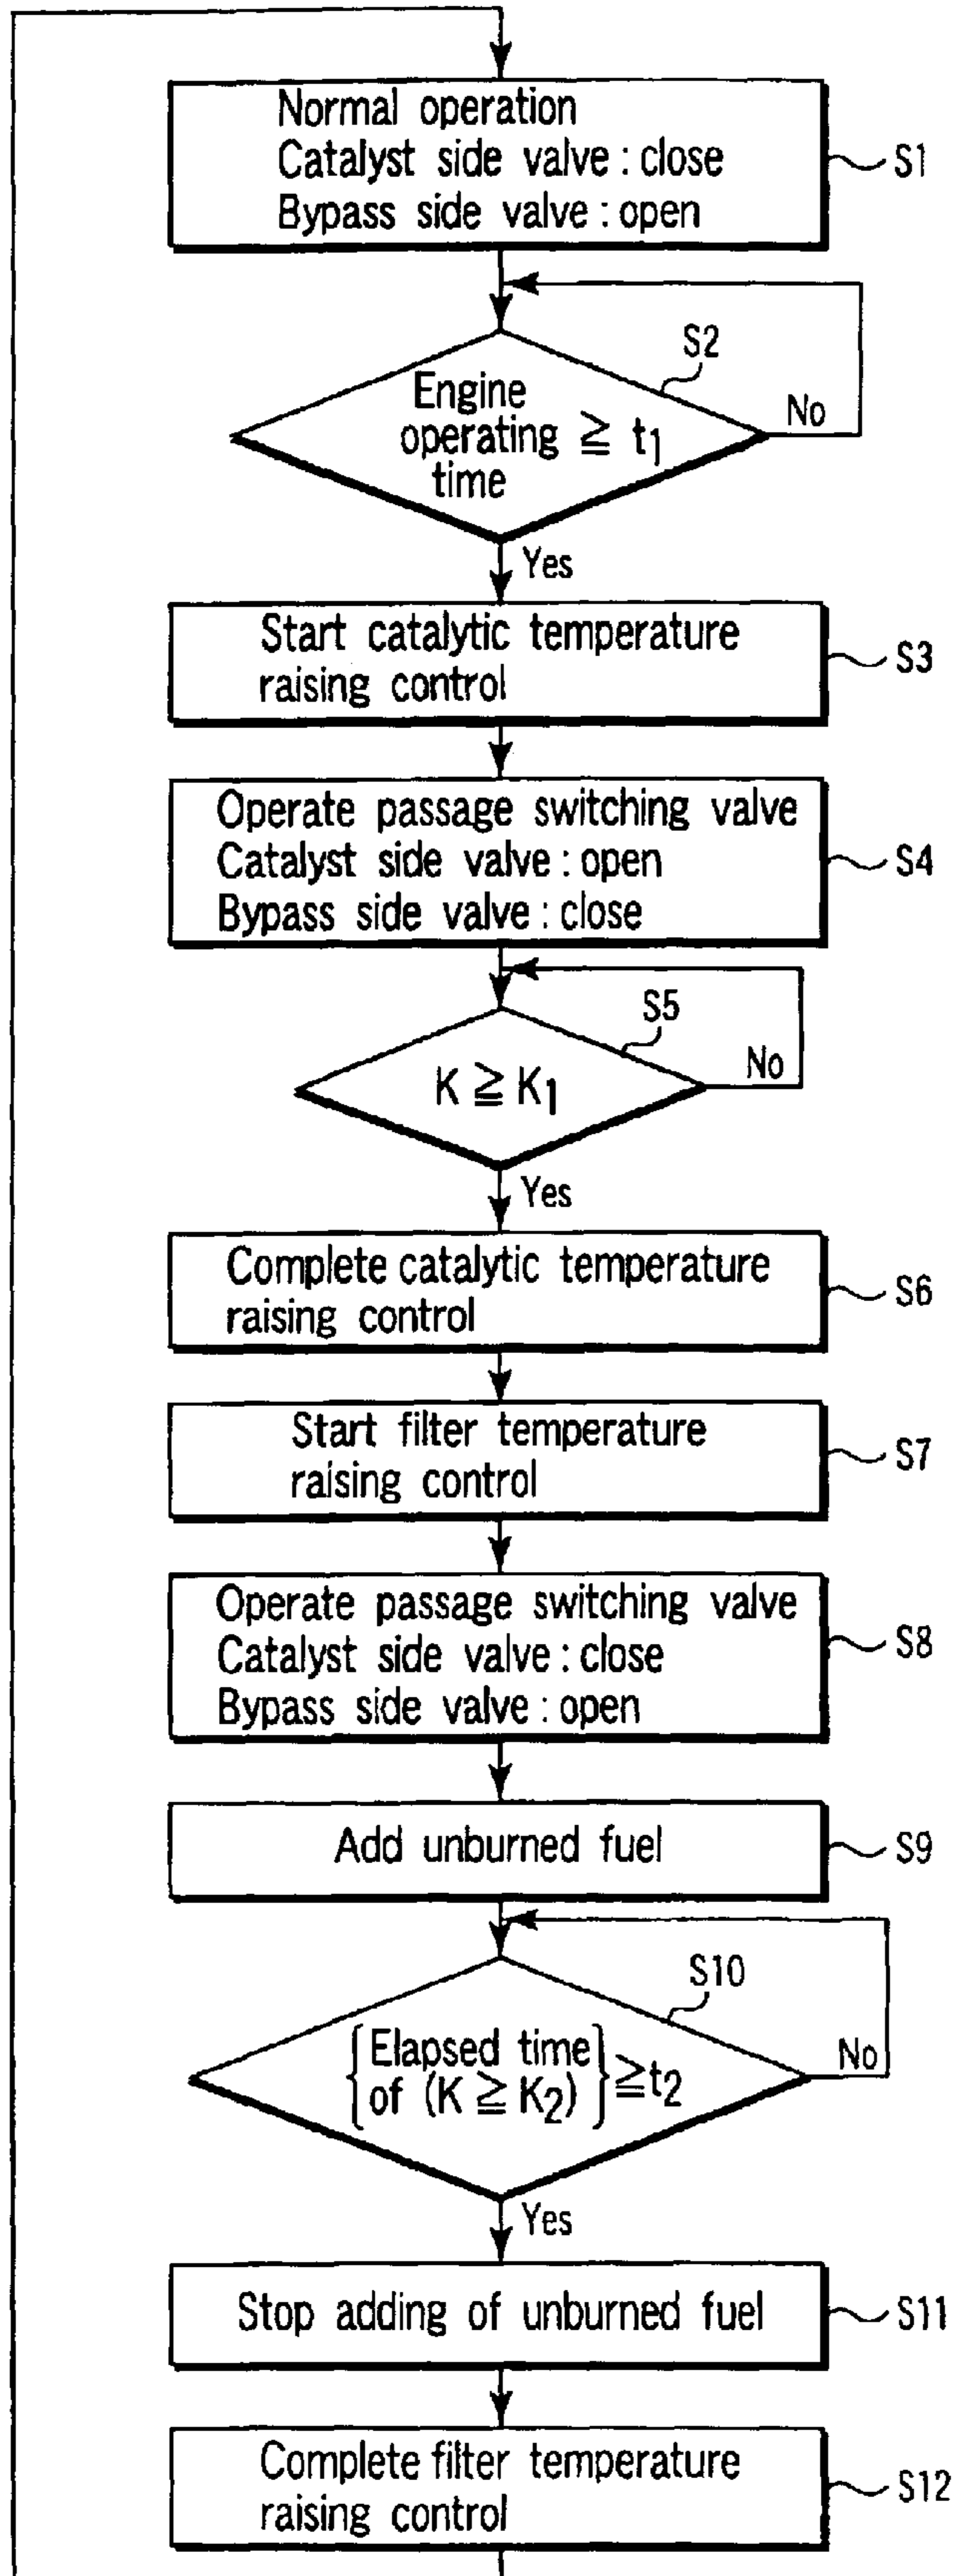 Normal operation
Catalyst side valve : close
Bypass side valve : open
S1
S2
Engine
operating ≧ t1
time
No
Yes
Start catalytic temperature
raising control
S3
Operate passage switching valve
Catalyst side valve : open
Bypass side valve : close
S4
S5
K ≧ K1
No
Yes
Complete catalytic temperature
raising control
S6
Start filter temperature
raising control
S7
Operate passage switching valve
Catalyst side valve : close
Bypass side valve : open
S8
Add unburned fuel
S9
S10
{Elapsed time
of (K ≧ K2)} ≧ t2
No
Yes
Stop adding of unburned fuel
S11
Complete filter temperature
raising control
S12